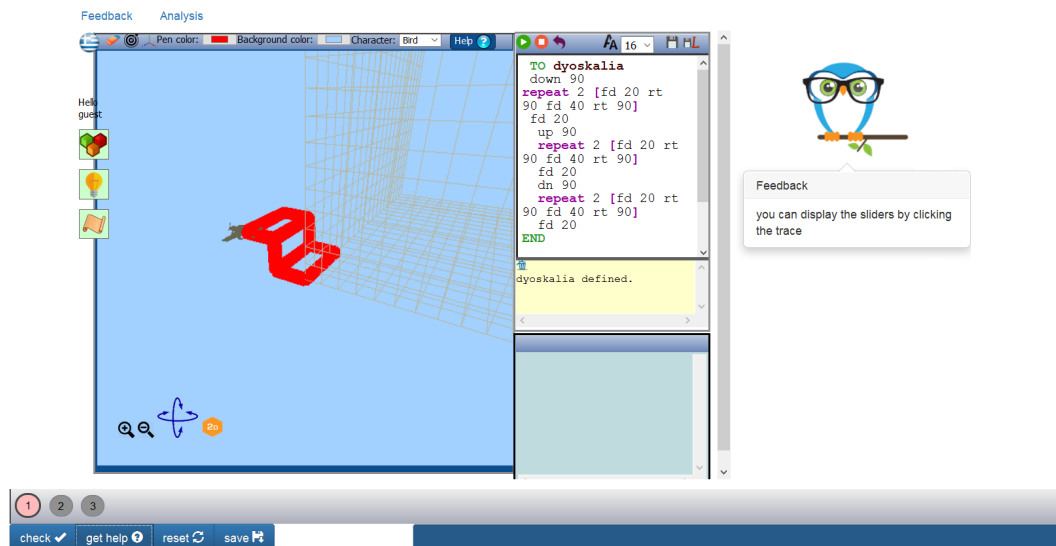 Feedback Analysis
Pen color: Background color: Character: Bird Help ?
16
L
Hello
guest
TO dyoskalia
down 90
repeat 2 [fd 20 rt
90 fd 40 rt 90]
fd 20
up 90
repeat 2 [fd 20 rt
90 fd 40 rt 90]
fd 20
dn 90
repeat 2 [fd 20 rt
90 fd 40 rt 90]
fd 20
END
dyoskalia defined.
Feedback
you can display the sliders by clicking
the trace
2D
1 2 3
check get help ? reset save